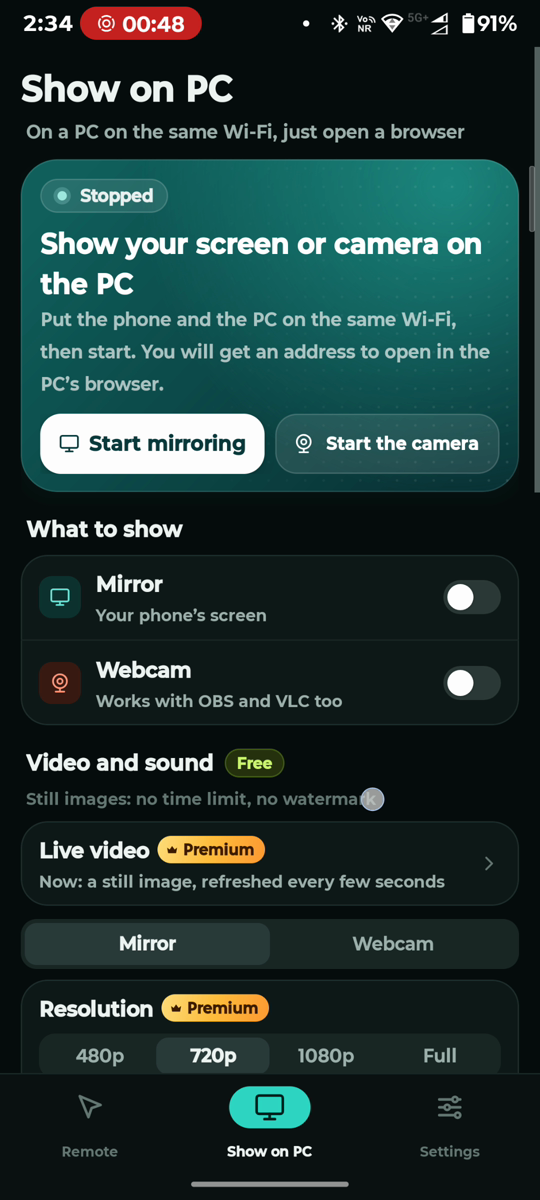 2:34
00:48
Vo
NR
5G+
91%
Show on PC
On a PC on the same Wi-Fi, just open a browser
Stopped
Show your screen or camera on
the PC
Put the phone and the PC on the same Wi-Fi,
then start. You will get an address to open in the
PC's browser.
Start mirroring
Start the camera
What to show
Mirror
Your phone's screen
Webcam
Works with OBS and VLC too
Video and sound
Free
Still images: no time limit, no watermark
Live video
Premium
Now: a still image, refreshed every few seconds
Mirror
Webcam
Resolution
Premium
480p
720p
1080p
Full
Remote
Show on PC
Settings